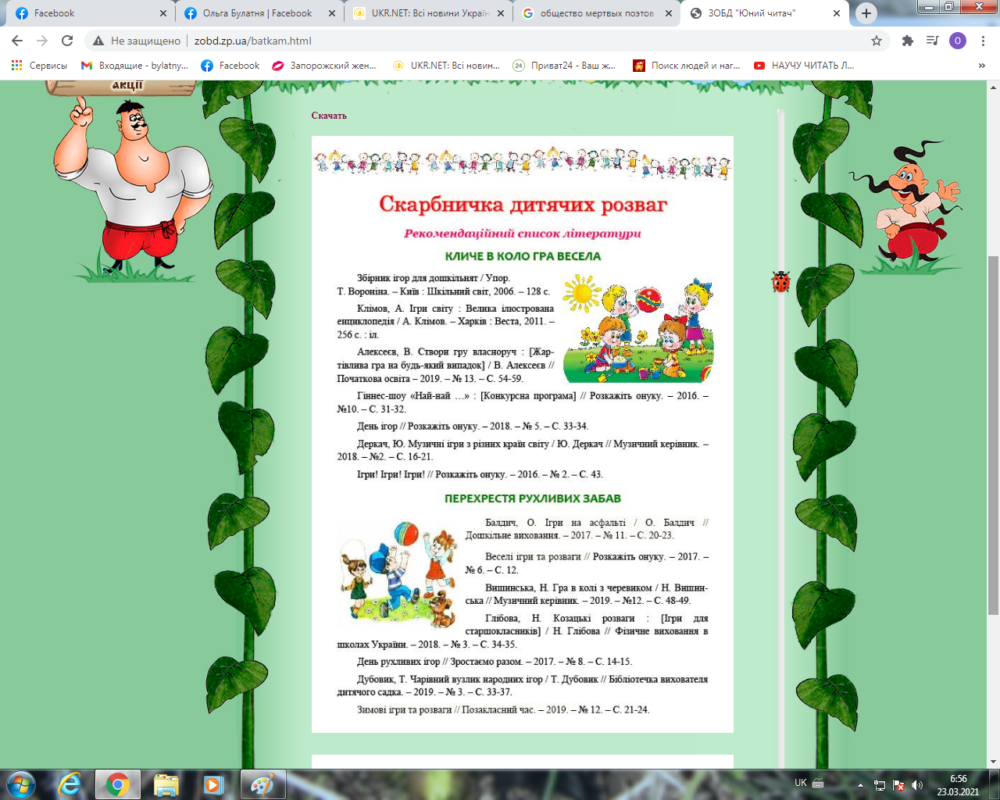 Facebook
Ольга Булатня | Facebook
UKR.NET: Всі новини Україн
общество мертвых поэтов
ЗОБД "Юний читач"
Не защищено
zobd.zp.ua/batkam.html
О
Сервисы
Входящие - bylatny...
Facebook
Запорожский жен...
UKR.NET: Всі новин...
24
Приват24 - Ваш ж...
Поиск людей и наг...
НАУЧУ ЧИТАТЬ Л...
»
акції
Скачать
Скарбничка дитячих розваг
Рекомендаційний список літератури
КЛИЧЕ В КОЛО ГРА ВЕСЕЛА
Збірник ігор для дошкільнят / Упор.
Т. Вороніна. – Київ : Шкільний світ, 2006. – 128 с.
Клімов, А. Ігри світу : Велика ілюстрована
енциклопедія / А. Клімов. – Харків : Веста, 2011. –
256 с. : іл.
Алексеєв, В. Створи гру власноруч : [Жар-
тівлива гра на будь-який випадок] / В. Алексеєв //
Початкова освіта – 2019. – № 13. – С. 54-59.
Гіннес-шоу «Най-най …» : [Конкурсна програма] // Розкажіть онуку. – 2016. –
№10. – С. 31-32.
День ігор // Розкажіть онуку. – 2018. – № 5. – С. 33-34.
Деркач, Ю. Музичні ігри з різних країн світу / Ю. Деркач // Музичний керівник. –
2018. – №2. – С. 16-21.
Ігри! Ігри! Ігри! // Розкажіть онуку. – 2016. – № 2. – С. 43.
ПЕРЕХРЕСТЯ РУХЛИВИХ ЗАБАВ
Балдич, О. Ігри на асфальті / О. Балдич //
Дошкільне виховання. – 2017. – № 11. – С. 20-23.
Веселі ігри та розваги // Розкажіть онуку. – 2017. –
№ 6. – С. 12.
Вишинська, Н. Гра в колі з черевиком / Н. Вишин-
ська // Музичний керівник. – 2019. – №12. – С. 48-49.
Глібова, Н. Козацькі розваги : [Ігри для
старшокласників] / Н. Глібова // Фізичне виховання в
школах України. – 2018. – № 3. – С. 34-35.
День рухливих ігор // Зростаємо разом. – 2017. – № 8. – С. 14-15.
Дубовик, Т. Чарівний вузлик народних ігор / Т. Дубовик // Бібліотечка вихователя
дитячого садка. – 2019. – № 3. – С. 33-37.
Зимові ігри та розваги // Позакласний час. – 2019. – № 12. – С. 21-24.
UK
6:56
23.03.2021